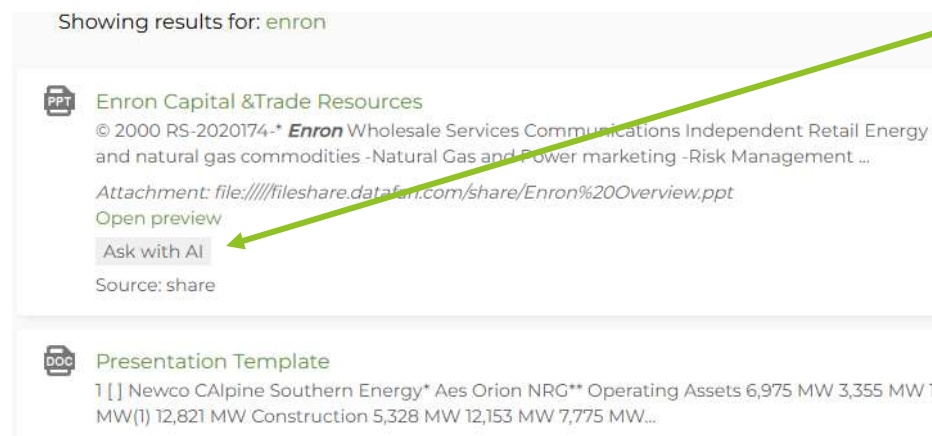 Showing results for: enron
PPT
Enron Capital &Trade Resources
© 2000 RS-2020174-* Enron Wholesale Services Communications Independent Retail Energy
and natural gas commodities -Natural Gas and Power marketing -Risk Management ...
Attachment: file://///fileshare.datafari.com/share/Enron%20Overview.ppt
Open preview
Ask with AI
Source: share
DOC
Presentation Template
1 [ ] Newco CAlpine Southern Energy* Aes Orion NRG** Operating Assets 6,975 MW 3,355 MW 1
MW(1) 12,821 MW Construction 5,328 MW 12,153 MW 7,775 MW...